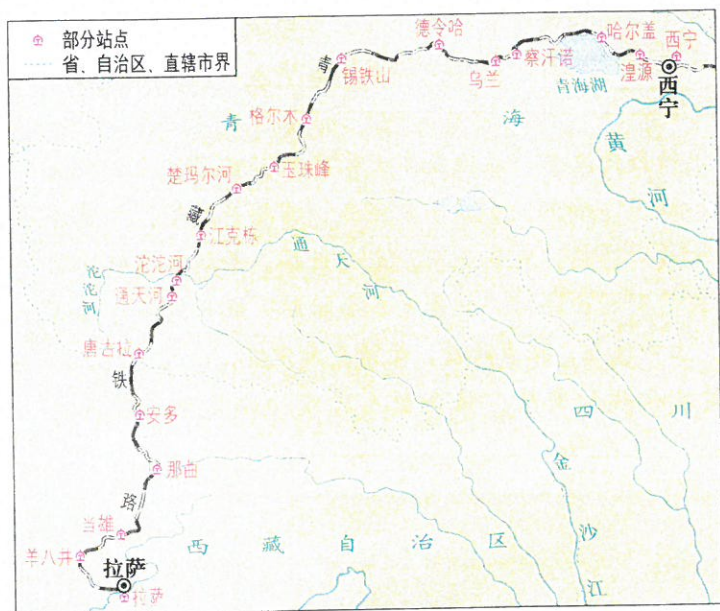 部分站点
省、自治区、直辖市界
德令哈
哈尔盖
西宁
锡铁山
乌兰
察汗诺
青海湖
湟源
西宁
青
青
海
格尔木
黄
河
玉珠峰
楚玛尔河
藏
江克栋
通
天
河
沱沱河
沱
沱
河
通天河
唐古拉
铁
安多
四
川
那曲
金
沙
江
路
当雄
羊八井
西藏自治区
拉萨
拉萨